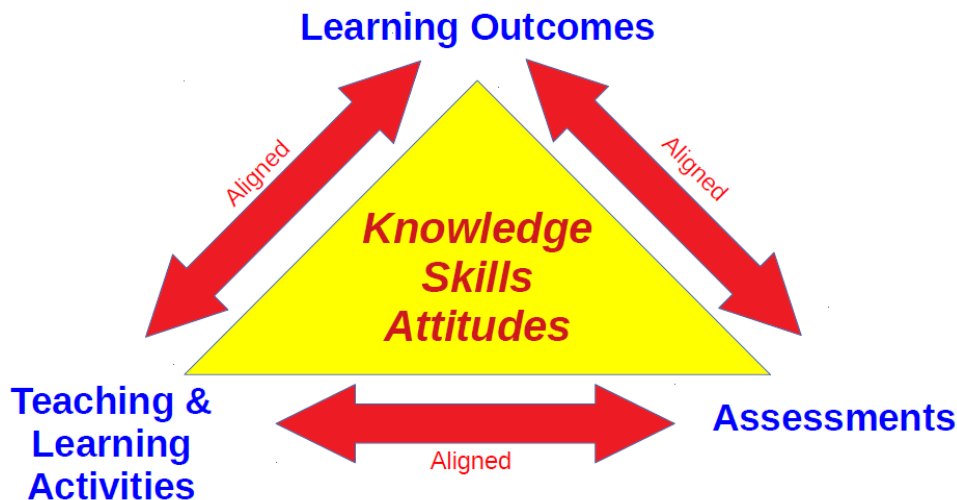 Learning Outcomes
Aligned
Aligned
Knowledge
Skills
Attitudes
Teaching &
Learning
Activities
Aligned
Assessments